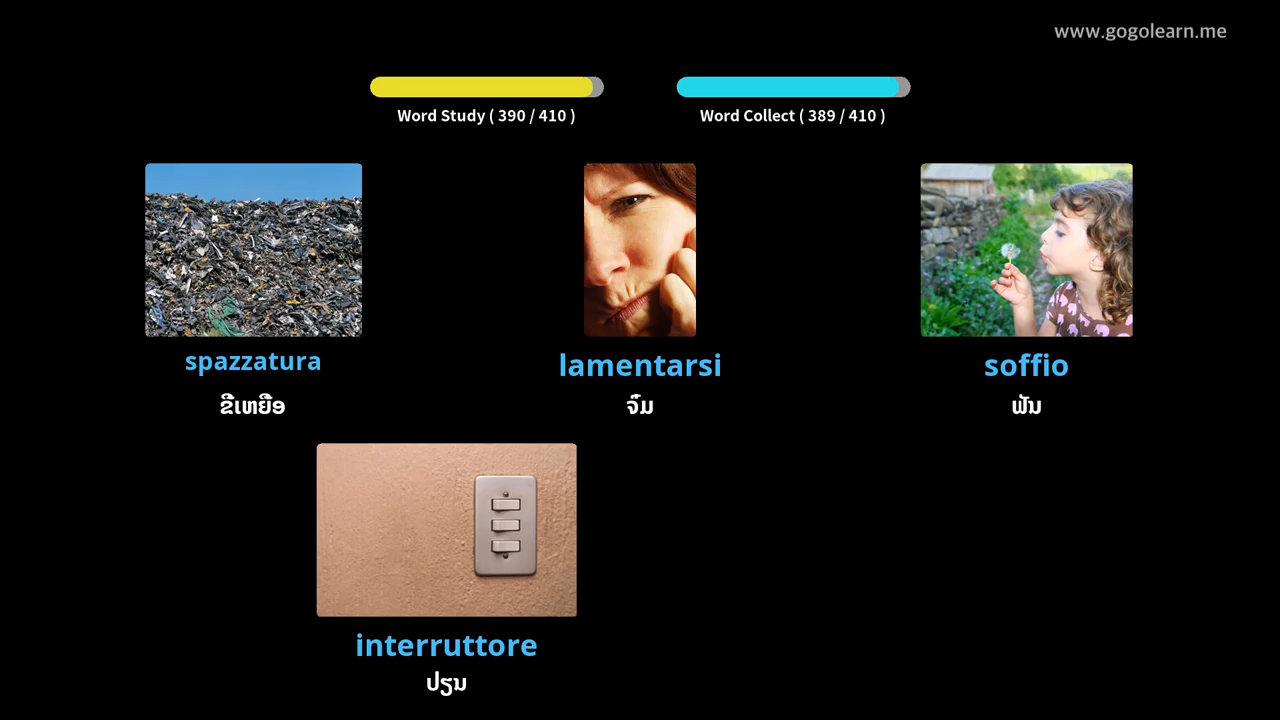 www.gogolearn.me
Word Study ( 390 / 410 )
Word Collect ( 389 / 410 )
spazzatura
ຂີ້ເຫຍື້ອ
lamentarsi
ຈົ່ມ
soffio
ຟັນ
interruttore
ປຽນ